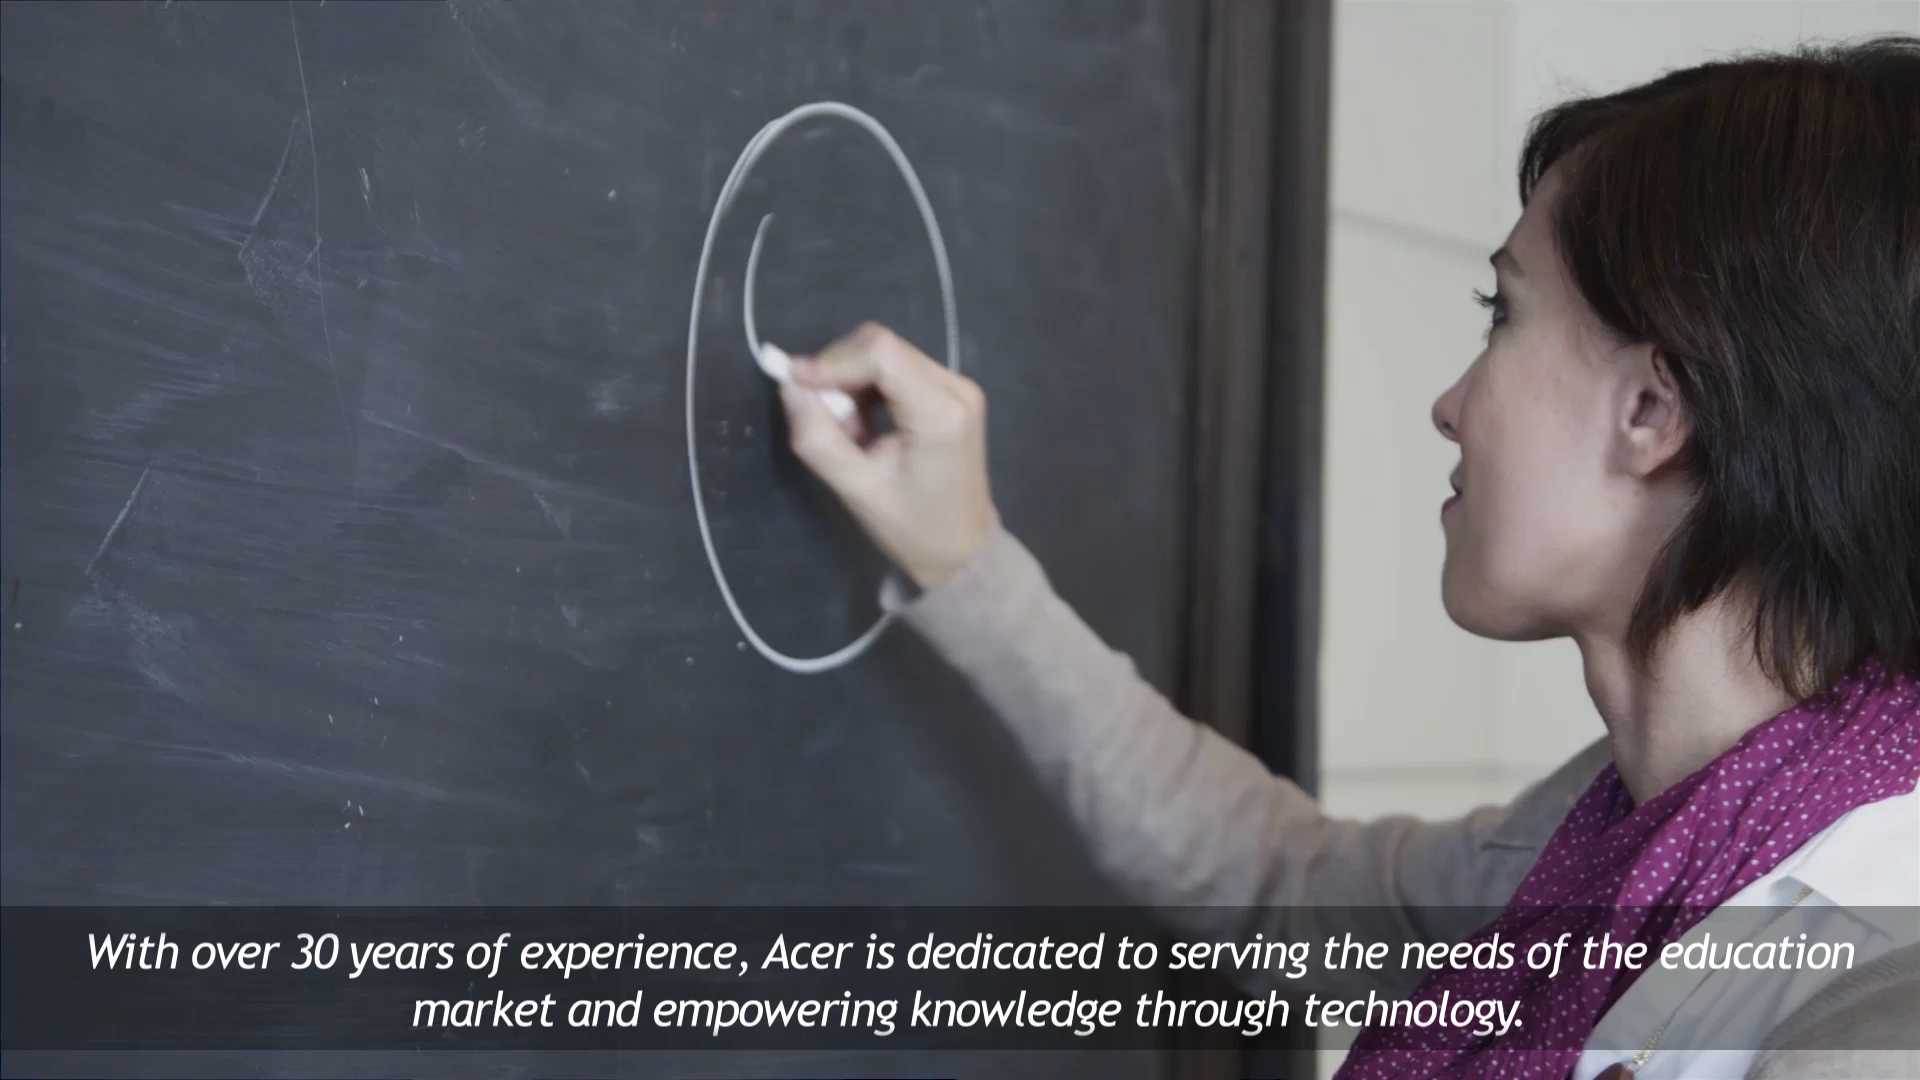 With over 30 years of experience, Acer is dedicated to serving the needs of the education
market and empowering knowledge through technology.